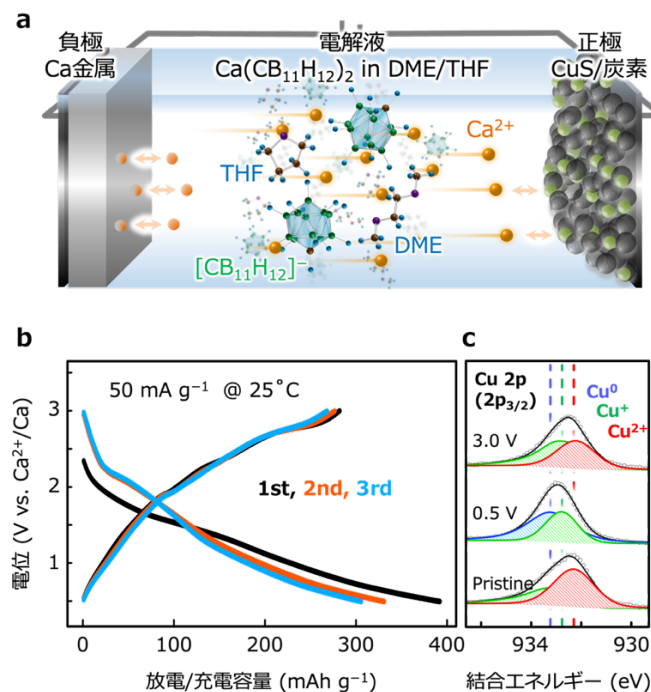 a
負極
Ca金属
電解液
Ca(CB₁₁H₁₂)₂ in DME/THF
正極
CuS/炭素
Ca²⁺
THF
DME
[CB₁₁H₁₂]⁻
b
50 mA g⁻¹ @ 25˚C
1st, 2nd, 3rd
電位 (V vs. Ca²⁺/Ca)
3
2
1
0 100 200 300 400
放電/充電容量 (mAh g⁻¹)
c
Cu 2p
(2p₃/₂)
Cu⁰
Cu⁺
Cu²⁺
3.0 V
0.5 V
Pristine
934 930
結合エネルギー (eV)